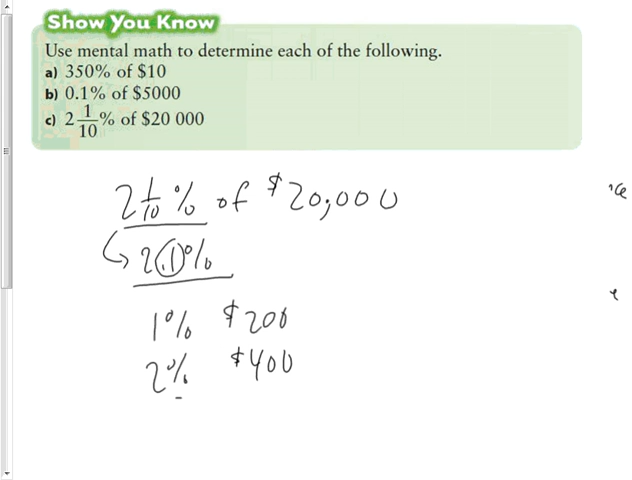 Show You Know
Use mental math to determine each of the following.
a) 350% of $10
b) 0.1% of $5000
c) 2 1/10 % of $20 000
2 1/10 % of $20,000
2.1%
1% $200
2% $400